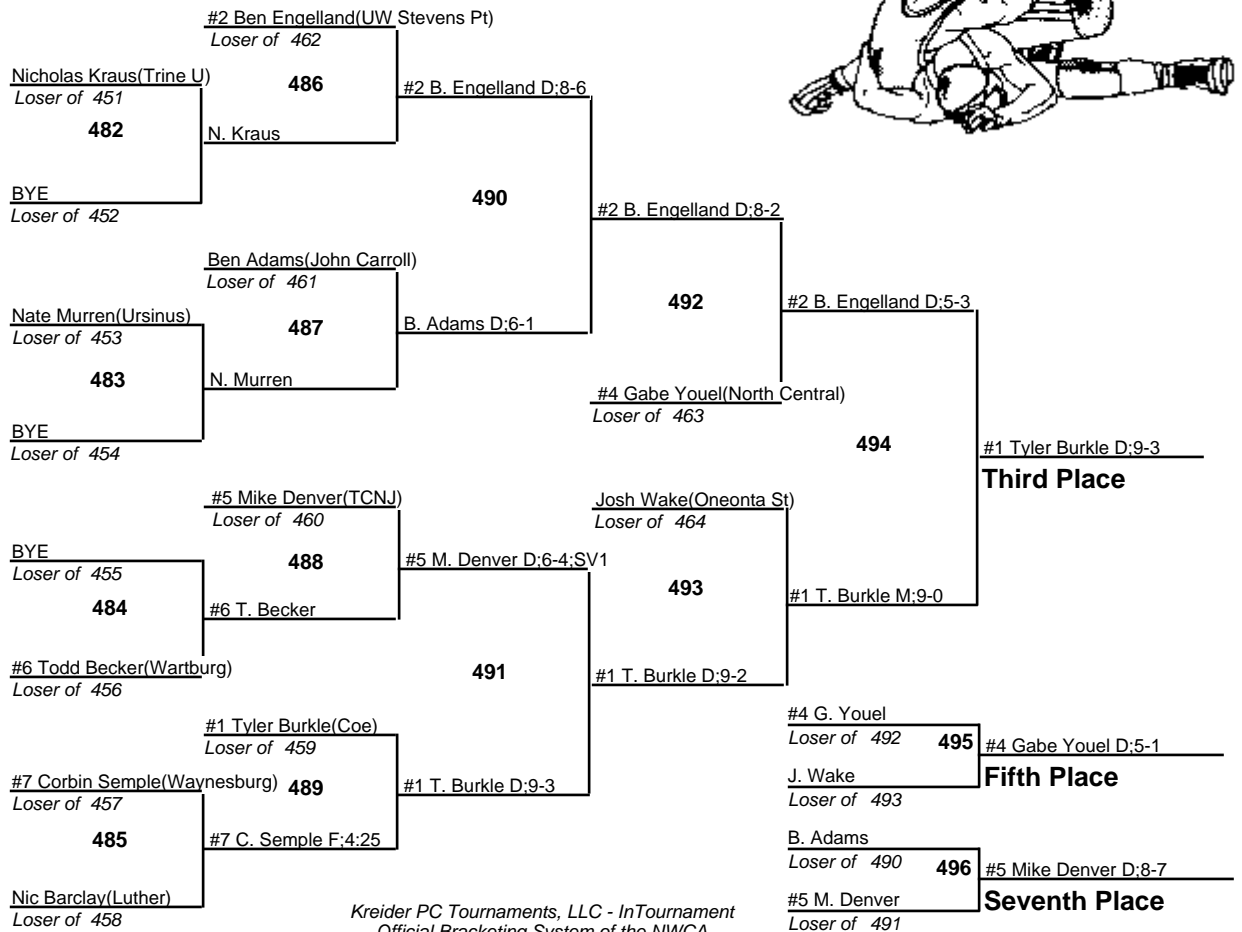 #2 Ben Engelland(UW Stevens Pt)
Loser of 462
Nicholas Kraus(Trine U)
Loser of 451
486
#2 B. Engelland D;8-6
482
N. Kraus
BYE
Loser of 452
490
#2 B. Engelland D;8-2
Ben Adams(John Carroll)
Loser of 461
Nate Murren(Ursinus)
Loser of 453
487
B. Adams D;6-1
492
#2 B. Engelland D;5-3
483
N. Murren
#4 Gabe Youel(North Central)
Loser of 463
BYE
Loser of 454
494
#1 Tyler Burkle D;9-3
Third Place
#5 Mike Denver(TCNJ)
Loser of 460
Josh Wake(Oneonta St)
Loser of 464
BYE
Loser of 455
488
#5 M. Denver D;6-4;SV1
493
484
#6 T. Becker
#1 T. Burkle M;9-0
#6 Todd Becker(Wartburg)
Loser of 456
491
#1 T. Burkle D;9-2
#1 Tyler Burkle(Coe)
Loser of 459
#4 G. Youel
Loser of 492
495
#4 Gabe Youel D;5-1
Fifth Place
#7 Corbin Semple(Waynesburg)
Loser of 457
489
#1 T. Burkle D;9-3
J. Wake
Loser of 493
485
#7 C. Semple F;4:25
B. Adams
Loser of 490
496
#5 Mike Denver D;8-7
Seventh Place
Nic Barclay(Luther)
Loser of 458
#5 M. Denver
Loser of 491
Kreider PC Tournaments, LLC - InTournament
Official Bracketing System of the NWCA